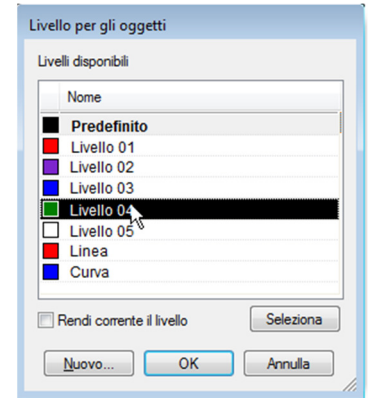 Livello per gli oggetti
Livelli disponibili
Nome
Predefinito
Livello 01
Livello 02
Livello 03
Livello 04
Livello 05
Linea
Curva
Rendi corrente il livello
Seleziona
Nuovo...
OK
Annulla